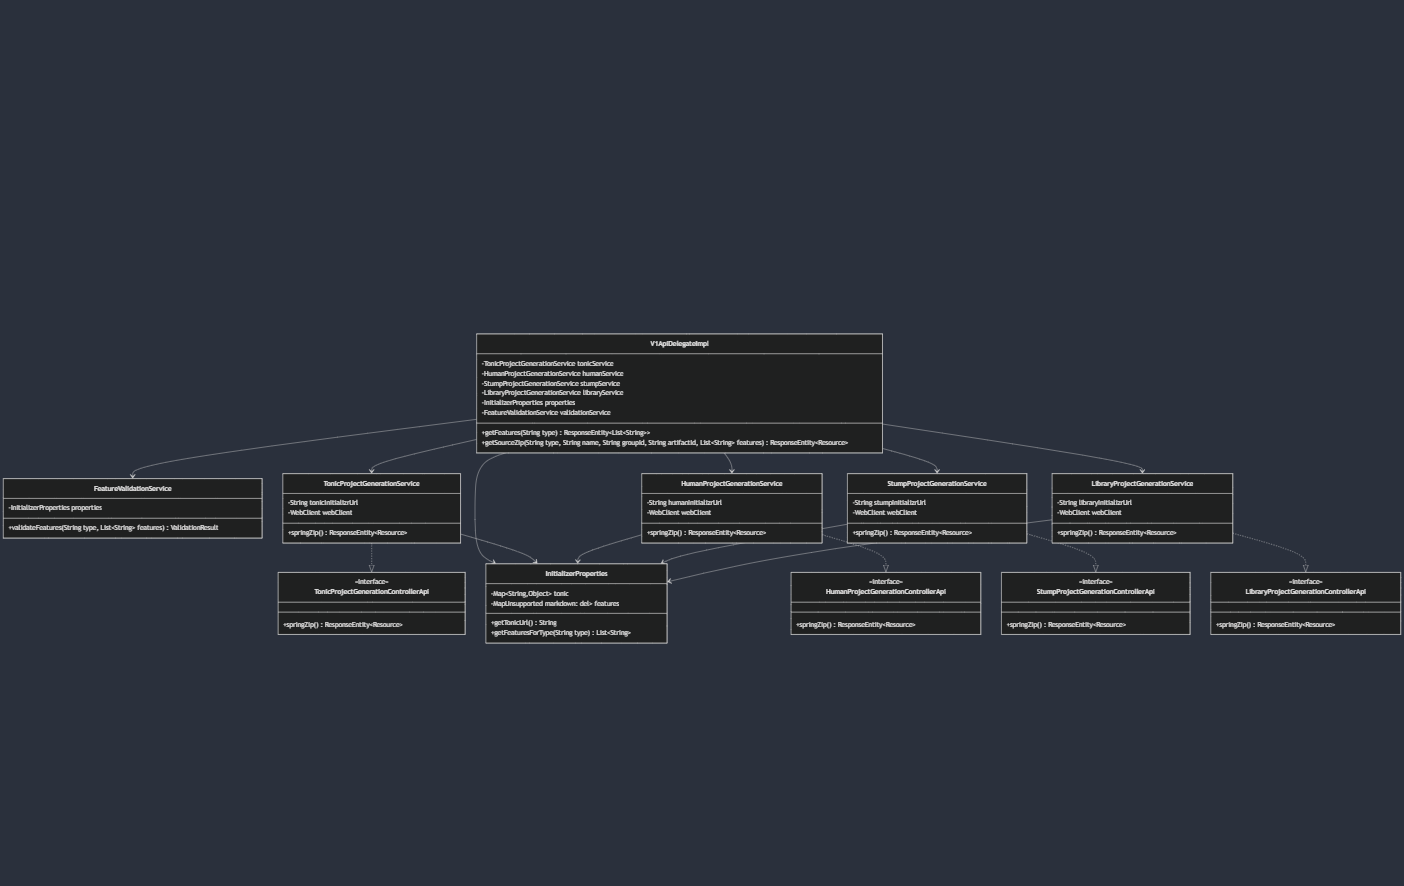 V1ApiDelegateImpl
-TonicProjectGenerationService tonicService
-HumanProjectGenerationService humanService
-StumpProjectGenerationService stumpService
-LibraryProjectGenerationService libraryService
-InitializerProperties properties
-FeatureValidationService validationService
+getFeatures(String type) : ResponseEntity<List<String>>
+getSourceZip(String type, String name, String groupId, String artifactId, List<String> features) : ResponseEntity<Resource>
FeatureValidationService
-InitializerProperties properties
+validateFeatures(String type, List<String> features) : ValidationResult
TonicProjectGenerationService
-String tonicInitializrUrl
-WebClient webClient
+springZip() : ResponseEntity<Resource>
HumanProjectGenerationService
-String humanInitializrUrl
-WebClient webClient
+springZip() : ResponseEntity<Resource>
StumpProjectGenerationService
-String stumpInitializrUrl
-WebClient webClient
+springZip() : ResponseEntity<Resource>
LibraryProjectGenerationService
-String libraryInitializrUrl
-WebClient webClient
+springZip() : ResponseEntity<Resource>
«Interface»
TonicProjectGenerationControllerApi
+springZip() : ResponseEntity<Resource>
InitializerProperties
-Map<String,Object> tonic
-MapUnsupported markdown: del> features
+getTonicUrl() : String
+getFeaturesForType(String type) : List<String>
«Interface»
HumanProjectGenerationControllerApi
+springZip() : ResponseEntity<Resource>
«Interface»
StumpProjectGenerationControllerApi
+springZip() : ResponseEntity<Resource>
«Interface»
LibraryProjectGenerationControllerApi
+springZip() : ResponseEntity<Resource>